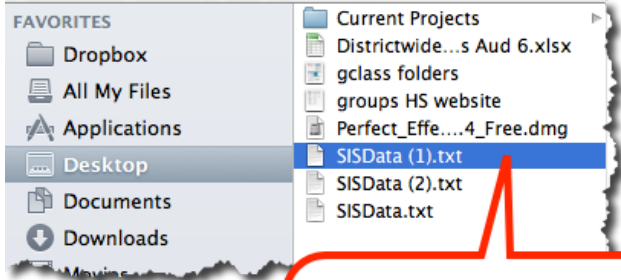 FAVORITES
Dropbox
All My Files
Applications
Desktop
Documents
Downloads
Movies
Current Projects
Districtwide...s Aud 6.xlsx
gclass folders
groups HS website
Perfect_Effe....4_Free.dmg
SISData (1).txt
SISData (2).txt
SISData.txt